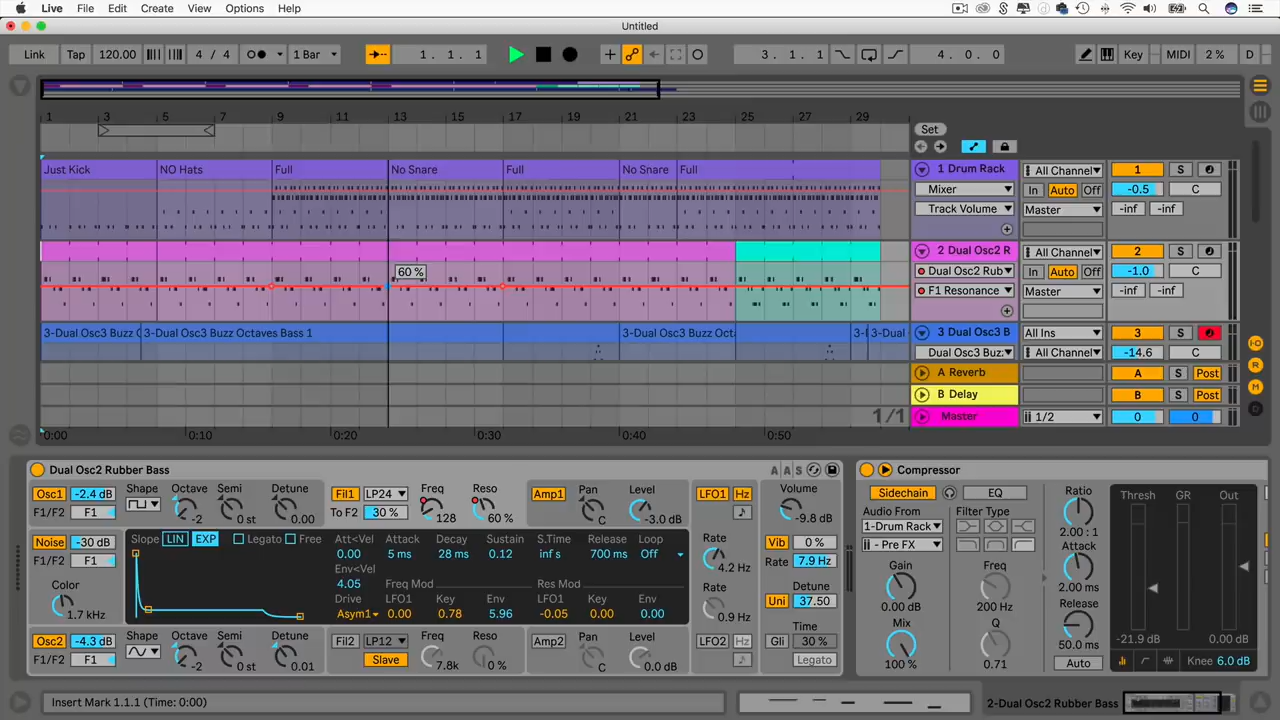 Live File Edit Create View Options Help
Untitled
Link Tap 120.00 4 / 4 1 Bar 1. 1. 1 3. 1. 1 4. 0. 0 Key MIDI 2 % D
1 3 5 7 9 11 13 15 17 19 21 23 25 27 29
Set
Just Kick NO Hats Full No Snare Full No Snare Full
1 Drum Rack All Channel 1 S
Mixer In Auto Off -0.5 C
Track Volume Master -inf -inf
2 Dual Osc2 R All Channel 2 S
60 %
Dual Osc2 Rub In Auto Off -1.0 C
F1 Resonance Master -inf -inf
3-Dual Osc3 Buzz 3-Dual Osc3 Buzz Octaves Bass 1 3-Dual Osc3 Buzz Octa 3-Dual
3 Dual Osc3 B All Ins 3 S
Dual Osc3 Buz: All Channel -14.6 C
A Reverb A S Post
B Delay B S Post
1/1 Master 1/2 0 0
0:00 0:10 0:20 0:30 0:40 0:50
Dual Osc2 Rubber Bass A A S Compressor
Osc1 -2.4 dB Shape Octave Semi Detune Fil1 LP24 Freq Reso Amp1 Pan Level LFO1 Hz Volume
F1/F2 F1 -2 0 st 0.00 To F2 30 % 128 60 % C -3.0 dB -9.8 dB
Noise -30 dB Slope LIN EXP Legato Free Att<Vel Attack Decay Sustain S.Time Release Loop Rate Vib 0 %
F1/F2 F1 0.00 5 ms 28 ms 0.12 inf s 700 ms Off 4.2 Hz Rate 7.9 Hz
Color Env<Vel
1.7 kHz 4.05 Freq Mod Res Mod Rate Detune
Drive LFO1 Key Env LFO1 Key Env Uni 37.50
Asym1 0.00 0.78 5.96 -0.05 0.00 0.00 0.9 Hz
Osc2 -4.3 dB Shape Octave Semi Detune Fil2 LP12 Freq Reso Amp2 Pan Level LFO2 Hz Time Gli 30 %
F1/F2 F1 -2 0 st 0.01 Slave 7.8k 0 % C 0.0 dB Legato
Sidechain EQ Ratio Thresh GR Out
Audio From Filter Type 2.00 : 1
1-Drum Rack Attack
Pre FX 2.00 ms
Gain Freq Release
0.00 dB 200 Hz 50.0 ms
Mix Q -21.9 dB 0.00 dB
100 % 0.71 Auto Knee 6.0 dB
Insert Mark 1.1.1 (Time: 0:00) 2-Dual Osc2 Rubber Bass